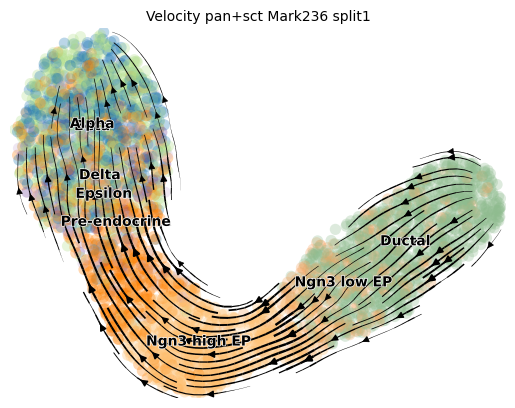 Velocity pan+sct Mark236 split1
Alpha
Delta
Epsilon
Pre-endocrine
Ductal
Ngn3 low EP
Ngn3 high EP